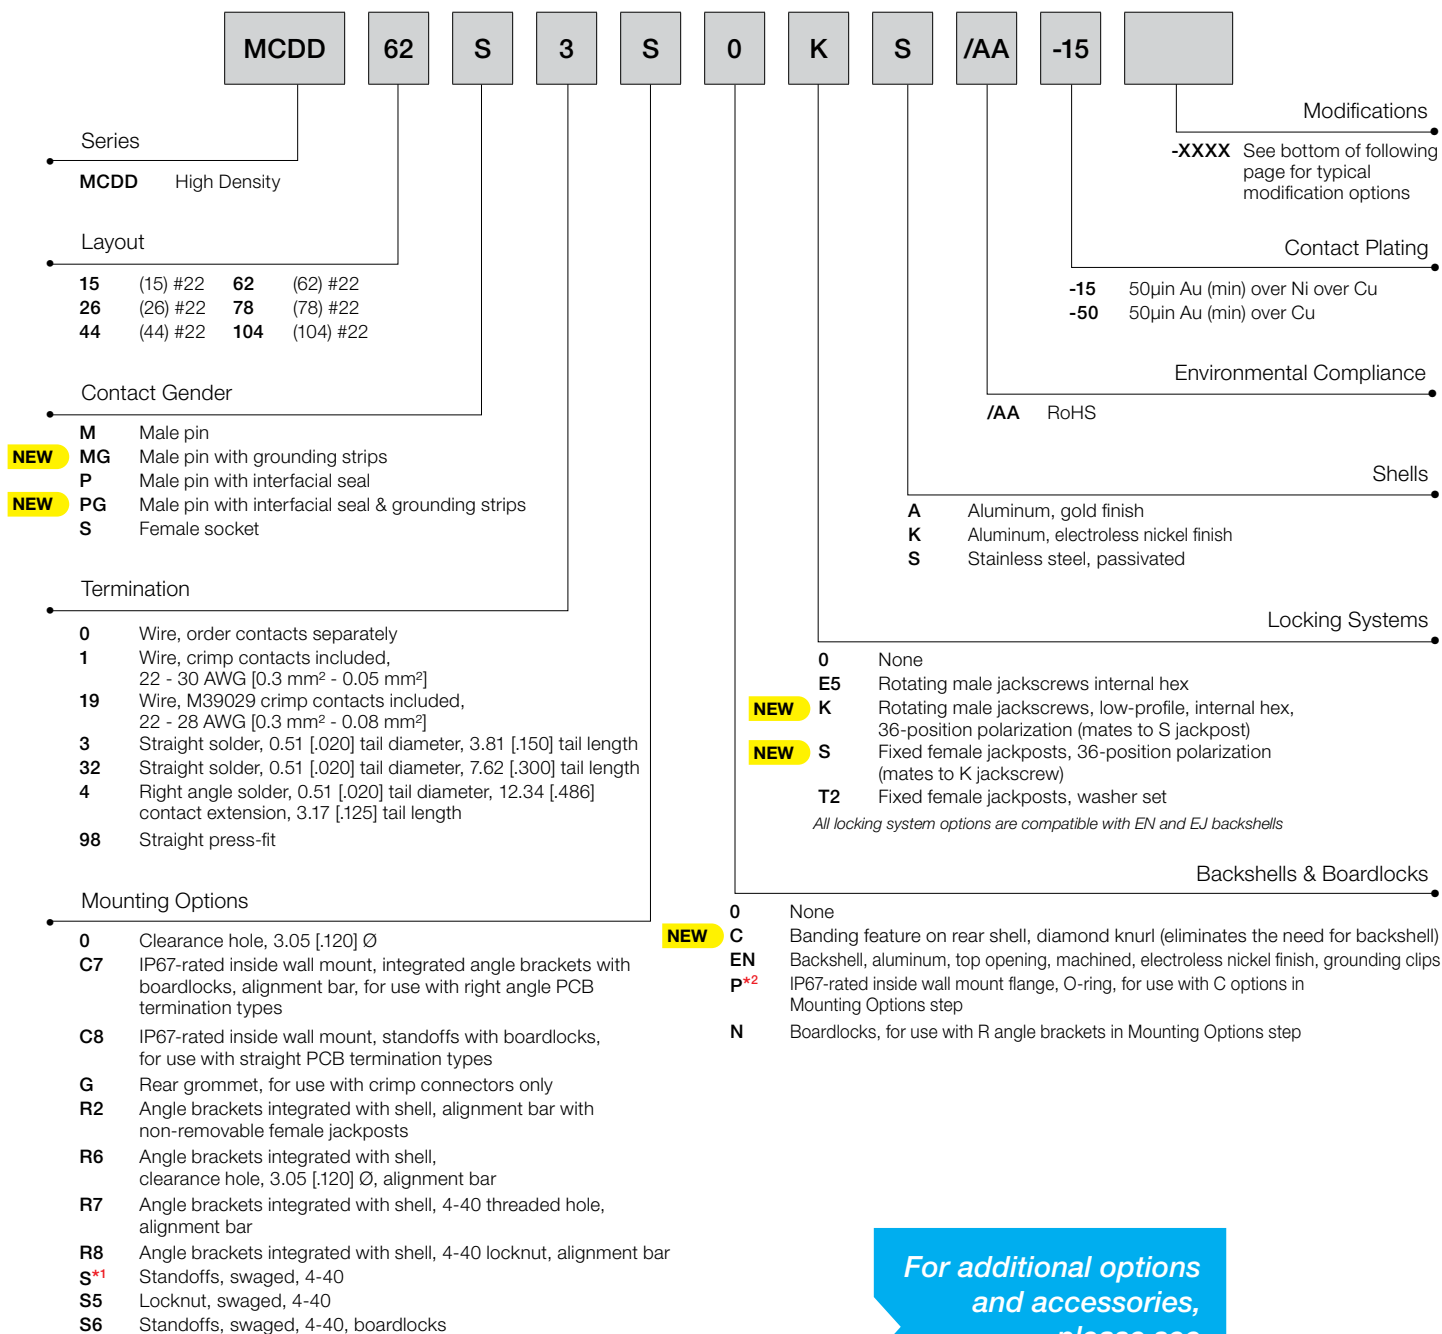 MCDD 62 S 3 S 0 K S /AA -15
Series
MCDD High Density
Layout
15 (15) #22 62 (62) #22
26 (26) #22 78 (78) #22
44 (44) #22 104 (104) #22
Contact Gender
M Male pin
NEW MG Male pin with grounding strips
P Male pin with interfacial seal
NEW PG Male pin with interfacial seal & grounding strips
S Female socket
Termination
0 Wire, order contacts separately
1 Wire, crimp contacts included,
22 - 30 AWG [0.3 mm² - 0.05 mm²]
19 Wire, M39029 crimp contacts included,
22 - 28 AWG [0.3 mm² - 0.08 mm²]
3 Straight solder, 0.51 [.020] tail diameter, 3.81 [.150] tail length
32 Straight solder, 0.51 [.020] tail diameter, 7.62 [.300] tail length
4 Right angle solder, 0.51 [.020] tail diameter, 12.34 [.486]
contact extension, 3.17 [.125] tail length
98 Straight press-fit
Mounting Options
0 Clearance hole, 3.05 [.120] Ø
C7 IP67-rated inside wall mount, integrated angle brackets with
boardlocks, alignment bar, for use with right angle PCB
termination types
C8 IP67-rated inside wall mount, standoffs with boardlocks,
for use with straight PCB termination types
G Rear grommet, for use with crimp connectors only
R2 Angle brackets integrated with shell, alignment bar with
non-removable female jackposts
R6 Angle brackets integrated with shell,
clearance hole, 3.05 [.120] Ø, alignment bar
R7 Angle brackets integrated with shell, 4-40 threaded hole,
alignment bar
R8 Angle brackets integrated with shell, 4-40 locknut, alignment bar
S*1 Standoffs, swaged, 4-40
S5 Locknut, swaged, 4-40
S6 Standoffs, swaged, 4-40, boardlocks
Modifications
-XXXX See bottom of following
page for typical
modification options
Contact Plating
-15 50µin Au (min) over Ni over Cu
-50 50µin Au (min) over Cu
Environmental Compliance
/AA RoHS
Shells
A Aluminum, gold finish
K Aluminum, electroless nickel finish
S Stainless steel, passivated
Locking Systems
0 None
E5 Rotating male jackscrews internal hex
NEW K Rotating male jackscrews, low-profile, internal hex,
36-position polarization (mates to S jackpost)
NEW S Fixed female jackposts, 36-position polarization
(mates to K jackscrew)
T2 Fixed female jackposts, washer set
All locking system options are compatible with EN and EJ backshells
Backshells & Boardlocks
0 None
NEW C Banding feature on rear shell, diamond knurl (eliminates the need for backshell)
EN Backshell, aluminum, top opening, machined, electroless nickel finish, grounding clips
P*2 IP67-rated inside wall mount flange, O-ring, for use with C options in
Mounting Options step
N Boardlocks, for use with R angle brackets in Mounting Options step
For additional options
and accessories,
please see